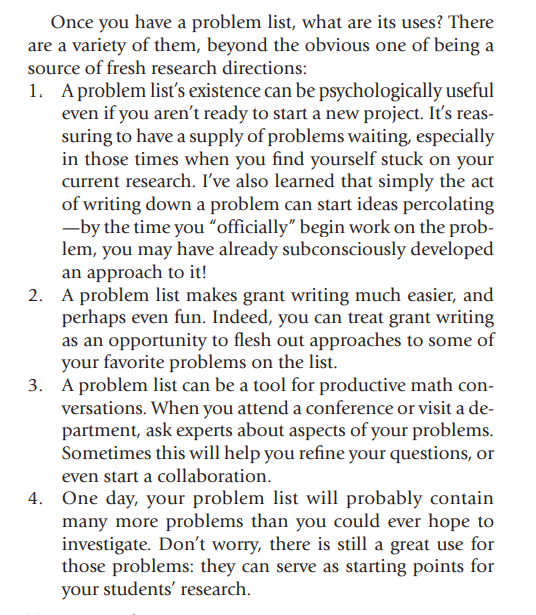 Once you have a problem list, what are its uses? There
are a variety of them, beyond the obvious one of being a
source of fresh research directions:
1. A problem list’s existence can be psychologically useful
even if you aren’t ready to start a new project. It’s reas-
suring to have a supply of problems waiting, especially
in those times when you find yourself stuck on your
current research. I’ve also learned that simply the act
of writing down a problem can start ideas percolating
—by the time you “officially” begin work on the prob-
lem, you may have already subconsciously developed
an approach to it!
2. A problem list makes grant writing much easier, and
perhaps even fun. Indeed, you can treat grant writing
as an opportunity to flesh out approaches to some of
your favorite problems on the list.
3. A problem list can be a tool for productive math con-
versations. When you attend a conference or visit a de-
partment, ask experts about aspects of your problems.
Sometimes this will help you refine your questions, or
even start a collaboration.
4. One day, your problem list will probably contain
many more problems than you could ever hope to
investigate. Don’t worry, there is still a great use for
those problems: they can serve as starting points for
your students’ research.